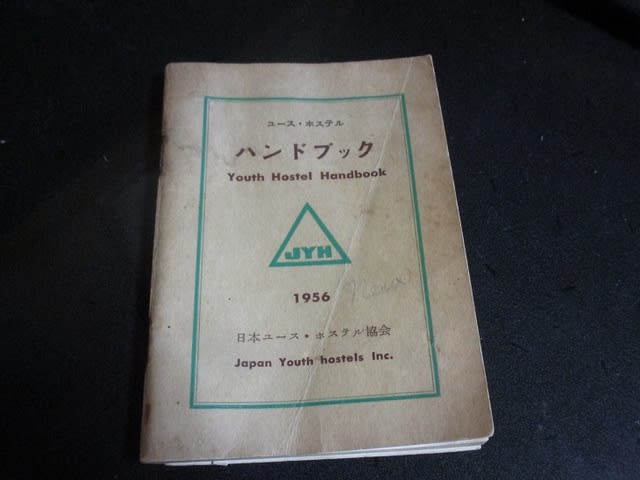 ユース・ホステル
ハンドブック
Youth Hostel Handbook
JYH
1956
日本ユース・ホステル協会
Japan Youth hostels Inc.